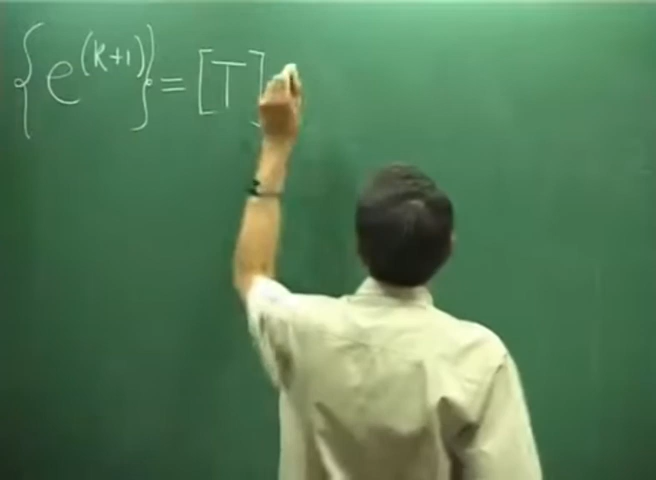 {e^(k+1)} = [T]